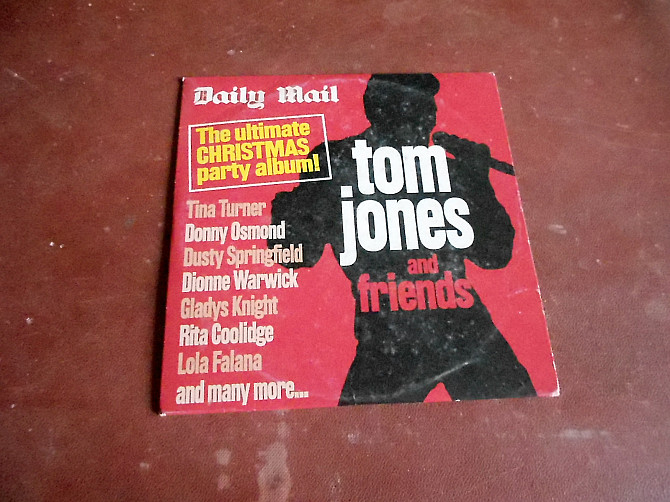 Daily Mail
The ultimate
CHRISTMAS
party album!
tom
jones
and
friends
Tina Turner
Donny Osmond
Dusty Springfield
Dionne Warwick
Gladys Knight
Rita Coolidge
Lola Falana
and many more...